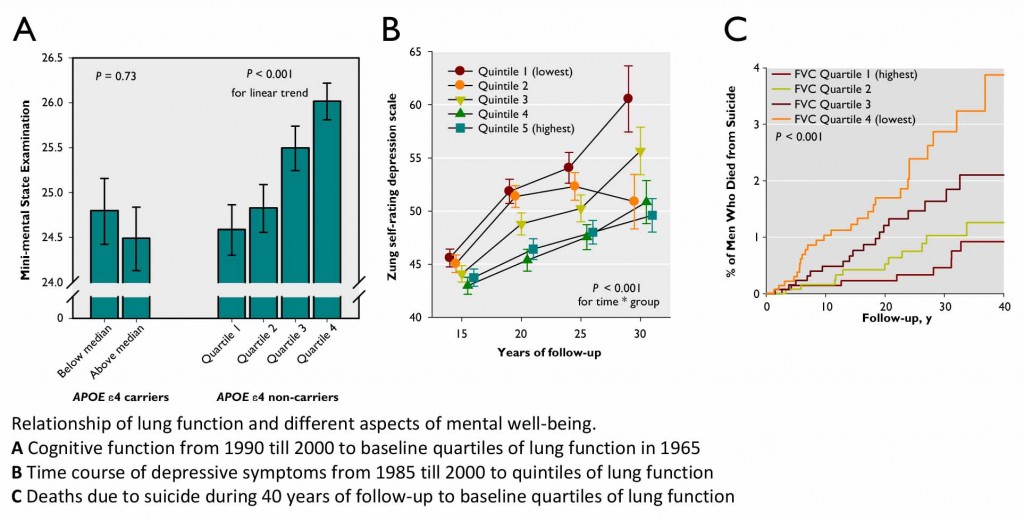 A
Mini-mental State Examination
26.5
26.0
25.5
25.0
24.5
24.0
0
P = 0.73
P < 0.001
for linear trend
Below median
Above median
Quartile 1
Quartile 2
Quartile 3
Quartile 4
APOE ε4 carriers
APOE ε4 non-carriers
B
Zung self-rating depression scale
65
60
55
50
45
40
Quintile 1 (lowest)
Quintile 2
Quintile 3
Quintile 4
Quintile 5 (highest)
P < 0.001
for time * group
15
20
25
30
Years of follow-up
C
% of Men Who Died from Suicide
4
3
2
1
0
FVC Quartile 1 (highest)
FVC Quartile 2
FVC Quartile 3
FVC Quartile 4 (lowest)
P < 0.001
0
10
20
30
40
Follow-up, y
Relationship of lung function and different aspects of mental well-being.
A Cognitive function from 1990 till 2000 to baseline quartiles of lung function in 1965
B Time course of depressive symptoms from 1985 till 2000 to quintiles of lung function
C Deaths due to suicide during 40 years of follow-up to baseline quartiles of lung function